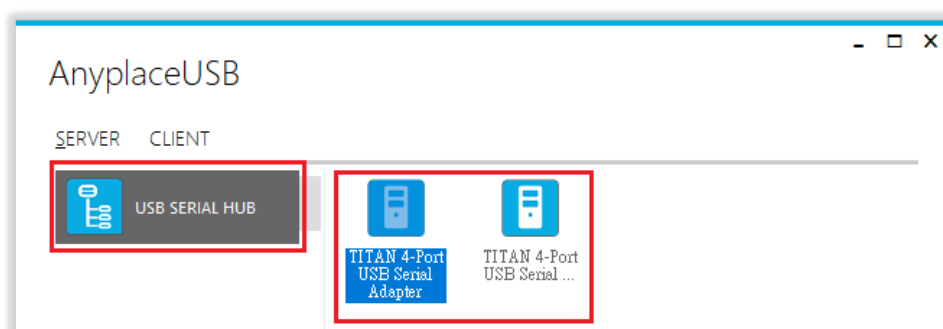 AnyplaceUSB
SERVER CLIENT
USB SERIAL HUB
TITAN 4-Port
USB Serial
Adapter
TITAN 4-Port
USB Serial ...